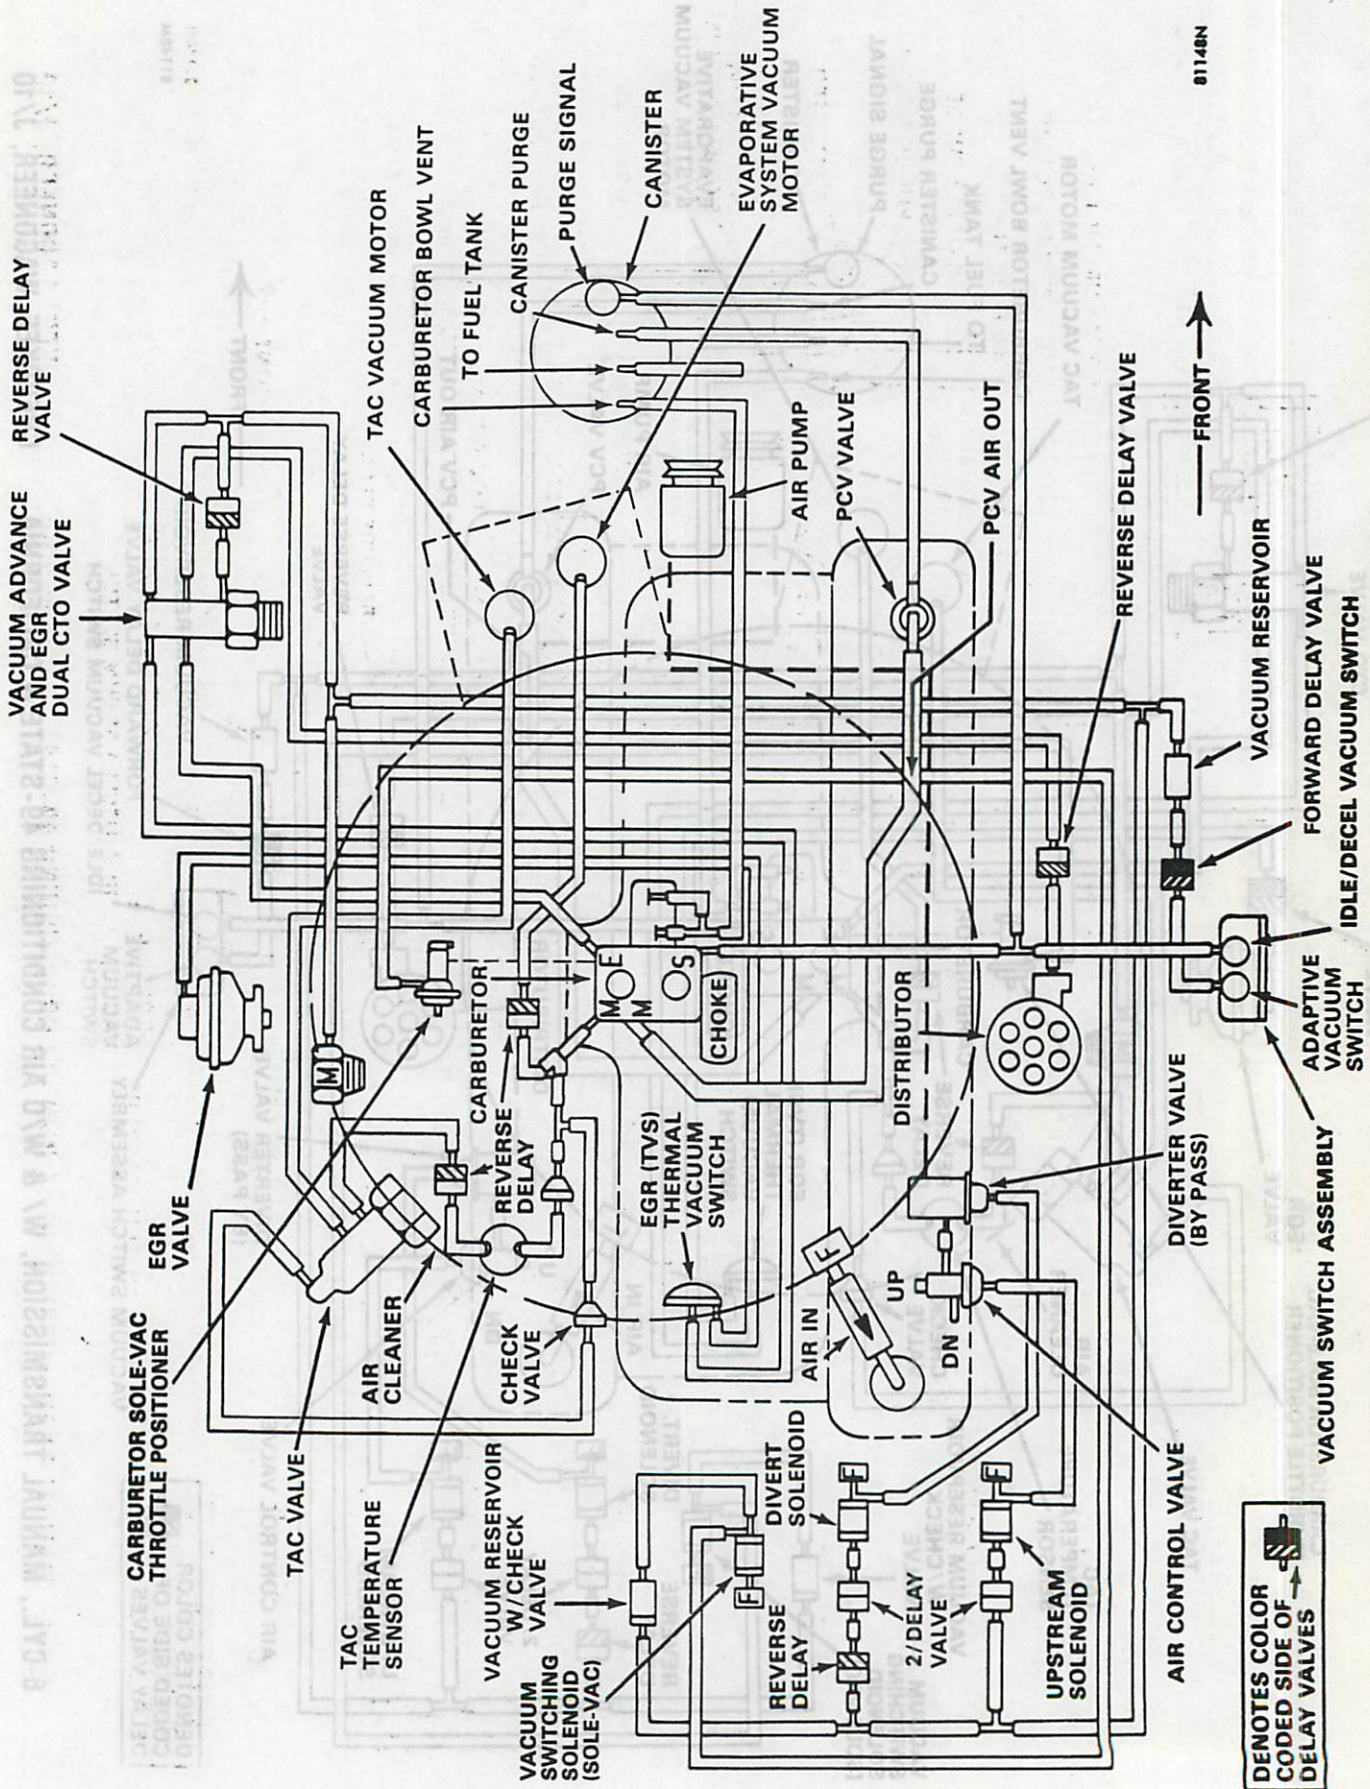 REVERSE DELAY
VALVE
VACUUM ADVANCE
AND EGR
DUAL CTO VALVE
TAC VACUUM MOTOR
CARBURETOR BOWL VENT
TO FUEL TANK
CANISTER PURGE
PURGE SIGNAL
CANISTER
EVAPORATIVE
SYSTEM VACUUM
MOTOR
81148N
EGR
VALVE
CARBURETOR SOLE-VAC
THROTTLE POSITIONER
TAC VALVE
AIR
CLEANER
TAC
TEMPERATURE
SENSOR
CHECK
VALVE
CARBURETOR
REVERSE
DELAY
M
E
M
M
S
CHOKE
EGR (TVS)
THERMAL
VACUUM
SWITCH
AIR PUMP
PCV VALVE
PCV AIR OUT
REVERSE DELAY VALVE
FRONT
VACUUM RESERVOIR
FORWARD DELAY VALVE
IDLE/DECEL VACUUM SWITCH
ADAPTIVE
VACUUM
SWITCH
VACUUM SWITCH ASSEMBLY
DISTRIBUTOR
DIVERTER VALVE
(BY PASS)
AIR IN
F
UP
DN
AIR CONTROL VALVE
VACUUM RESERVOIR
W/CHECK
VALVE
VACUUM
SWITCHING
SOLENOID
(SOLE-VAC)
F
DIVERT
SOLENOID
F
REVERSE
DELAY
2/DELAY
VALVE
F
UPSTREAM
SOLENOID
DENOTES COLOR
CODED SIDE OF
DELAY VALVES